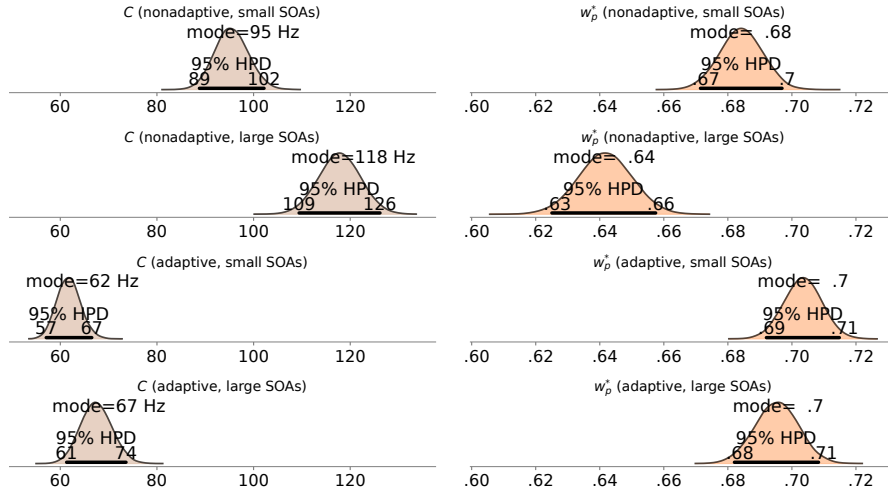 C (nonadaptive, small SOAs)
mode=95 Hz
95% HPD
89 102
60 80 100 120
w*p (nonadaptive, small SOAs)
mode= .68
95% HPD
.67 .7
.60 .62 .64 .66 .68 .70 .72
C (nonadaptive, large SOAs)
mode=118 Hz
95% HPD
109 126
60 80 100 120
w*p (nonadaptive, large SOAs)
mode= .64
95% HPD
.63 .66
.60 .62 .64 .66 .68 .70 .72
C (adaptive, small SOAs)
mode=62 Hz
95% HPD
57 67
60 80 100 120
w*p (adaptive, small SOAs)
mode= .7
95% HPD
.69 .71
.60 .62 .64 .66 .68 .70 .72
C (adaptive, large SOAs)
mode=67 Hz
95% HPD
61 74
60 80 100 120
w*p (adaptive, large SOAs)
mode= .7
95% HPD
.68 .71
.60 .62 .64 .66 .68 .70 .72